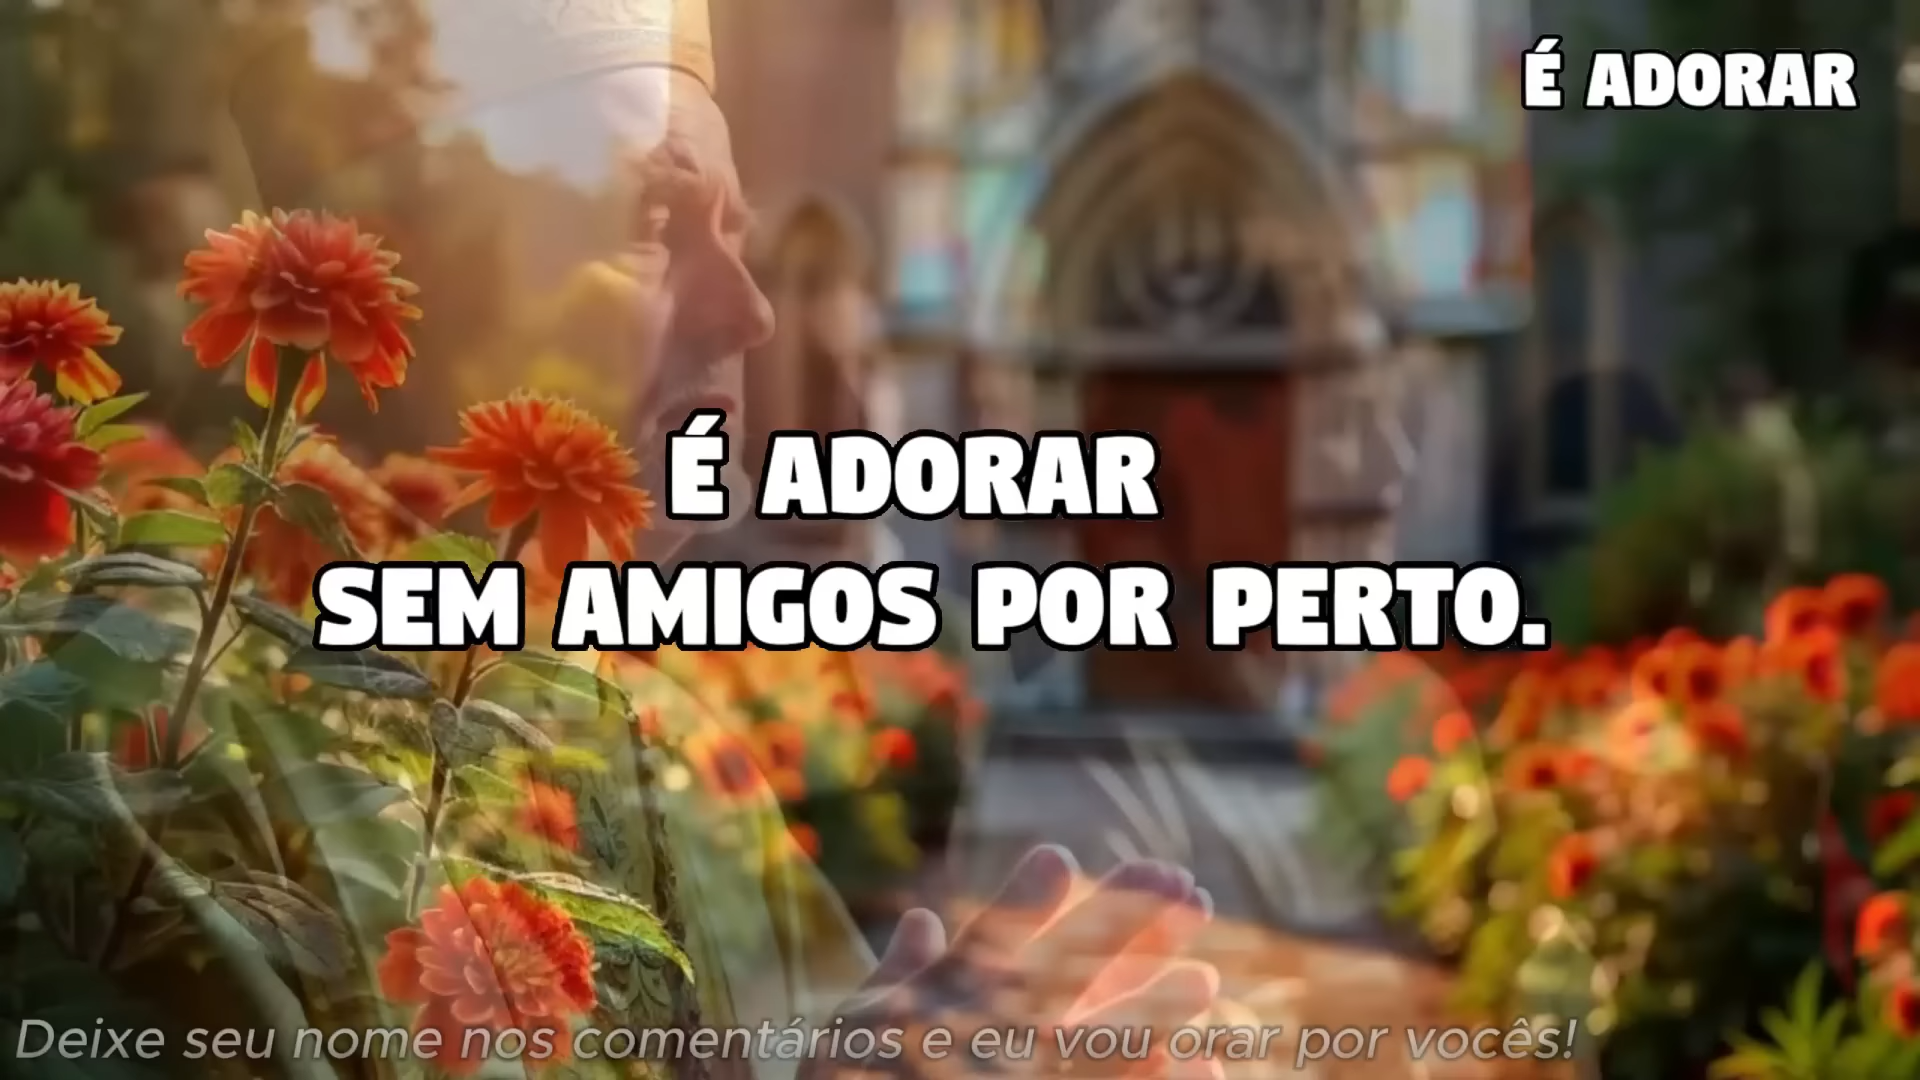 É ADORAR
É ADORAR
SEM AMIGOS POR PERTO.
Deixe seu nome nos comentários e eu vou orar por vocês!